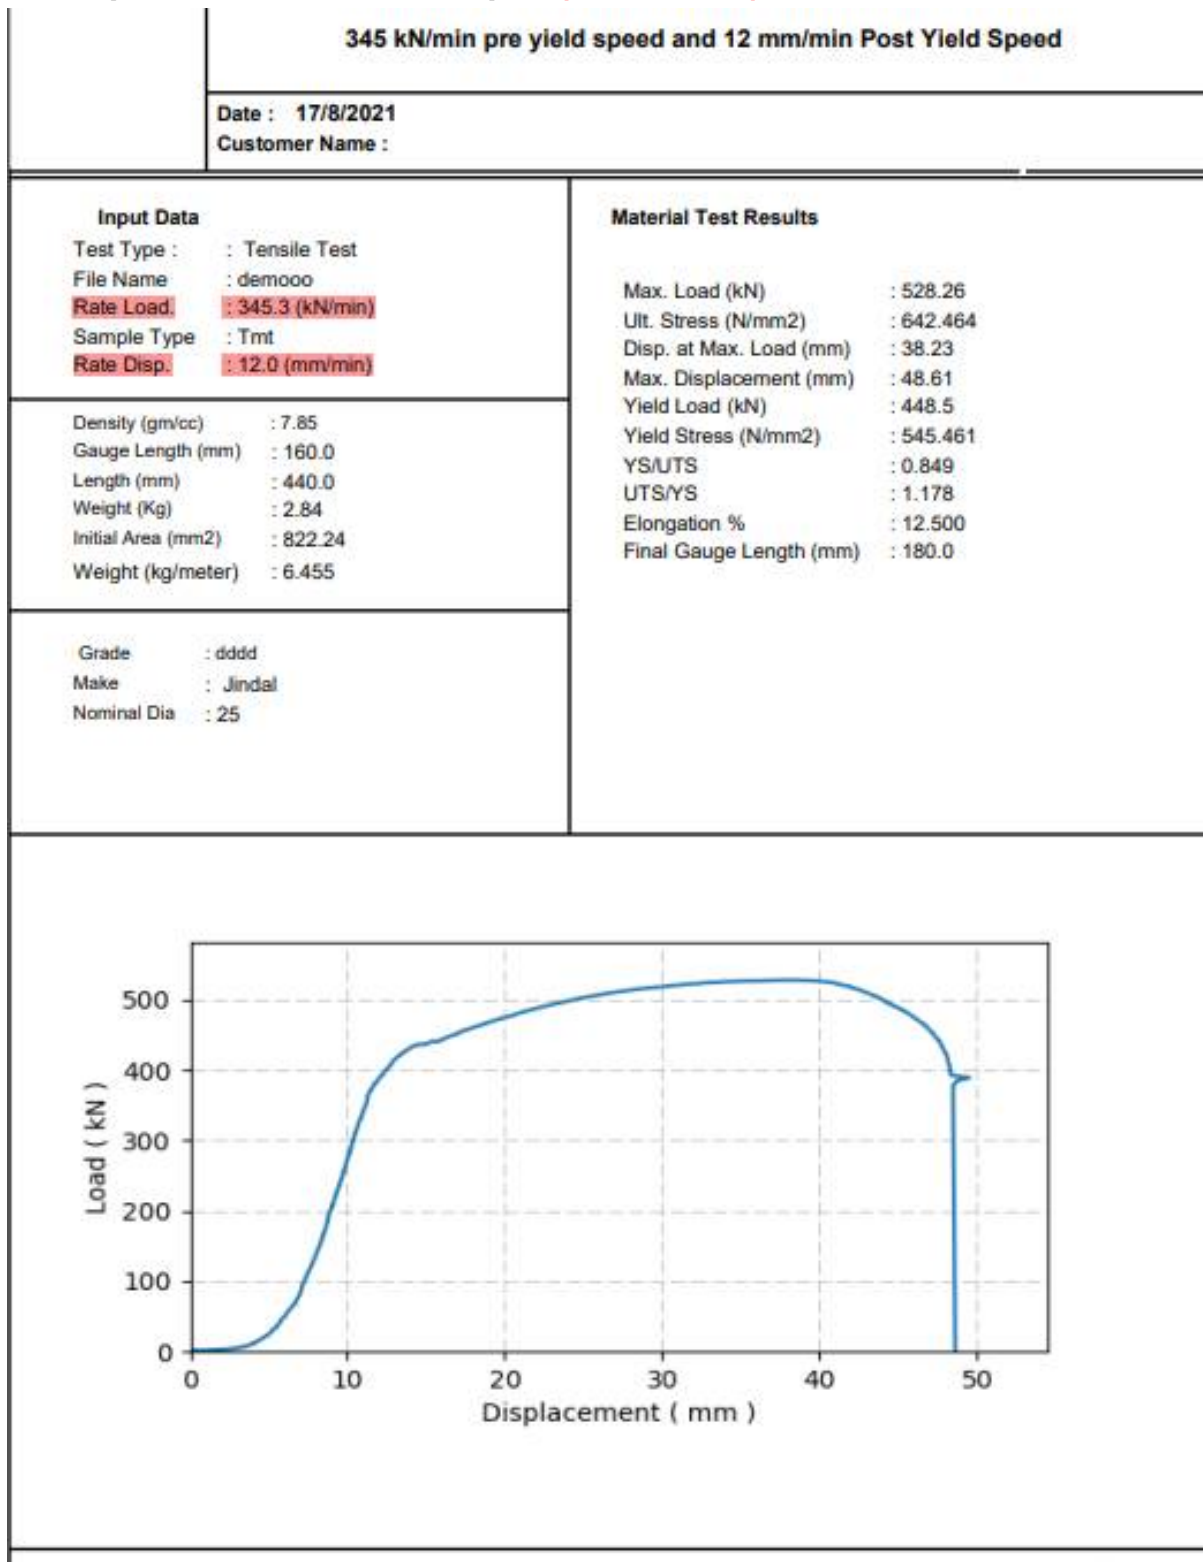 345 kN/min pre yield speed and 12 mm/min Post Yield Speed
Date : 17/8/2021
Customer Name :
Input Data
Test Type : : Tensile Test
File Name : demooo
Rate Load. : 345.3 (kN/min)
Sample Type : Tmt
Rate Disp. : 12.0 (mm/min)
Density (gm/cc) : 7.85
Gauge Length (mm) : 160.0
Length (mm) : 440.0
Weight (Kg) : 2.84
Initial Area (mm2) : 822.24
Weight (kg/meter) : 6.455
Grade : dddd
Make : Jindal
Nominal Dia : 25
Material Test Results
Max. Load (kN) : 528.26
Ult. Stress (N/mm2) : 642.464
Disp. at Max. Load (mm) : 38.23
Max. Displacement (mm) : 48.61
Yield Load (kN) : 448.5
Yield Stress (N/mm2) : 545.461
YS/UTS : 0.849
UTS/YS : 1.178
Elongation % : 12.500
Final Gauge Length (mm) : 180.0
500
400
300
200
100
0
Load ( kN )
0 10 20 30 40 50
Displacement ( mm )